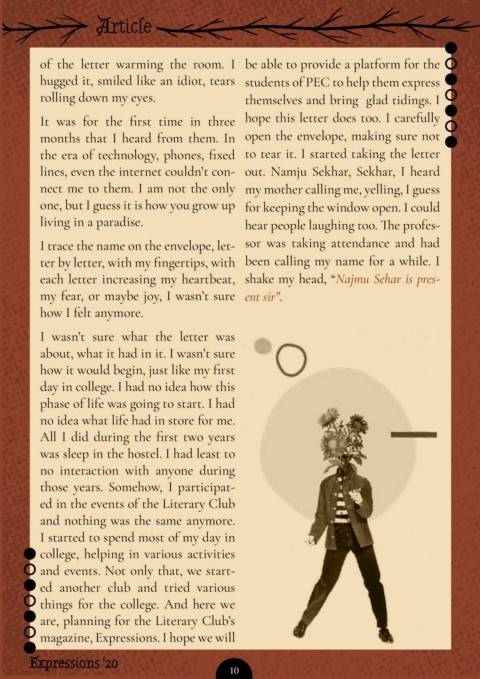 Article
of the letter warming the room. I
hugged it, smiled like an idiot, tears
rolling down my eyes.
It was for the first time in three
months that I heard from them. In
the era of technology, phones, fixed
lines, even the internet couldn't con-
nect me to them. I am not the only
one, but I guess it is how you grow up
living in a paradise.
I trace the name on the envelope, let-
ter by letter, with my fingertips, with
each letter increasing my heartbeat,
my fear, or maybe joy, I wasn't sure
how I felt anymore.
I wasn't sure what the letter was
about, what it had in it. I wasn't sure
how it would begin, just like my first
day in college. I had no idea how this
phase of life was going to start. I had
no idea what life had in store for me.
All I did during the first two years
was sleep in the hostel. I had least to
no interaction with anyone during
those years. Somehow, I participat-
ed in the events of the Literary Club
and nothing was the same anymore.
I started to spend most of my day in
college, helping in various activities
and events. Not only that, we start-
ed another club and tried various
things for the college. And here we
are, planning for the Literary Club's
magazine, Expressions. I hope we will
be able to provide a platform for the
students of PEC to help them express
themselves and bring glad tidings. I
hope this letter does too. I carefully
open the envelope, making sure not
to tear it. I started taking the letter
out. Namju Sekhar, Sekhar, I heard
my mother calling me, yelling, I guess
for keeping the window open. I could
hear people laughing too. The profes-
sor was taking attendance and had
been calling my name for a while. I
shake my head, “Najmu Sehar is pres-
ent sir”.
Expressions '20
10